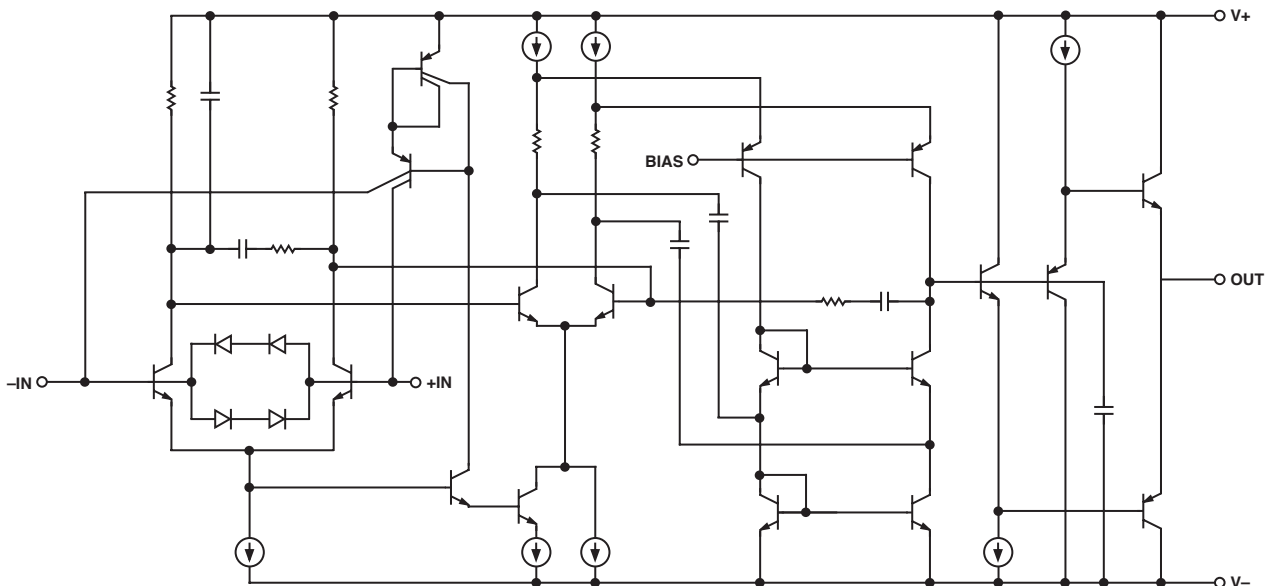 V+
BIAS
OUT
–IN
+IN
V–